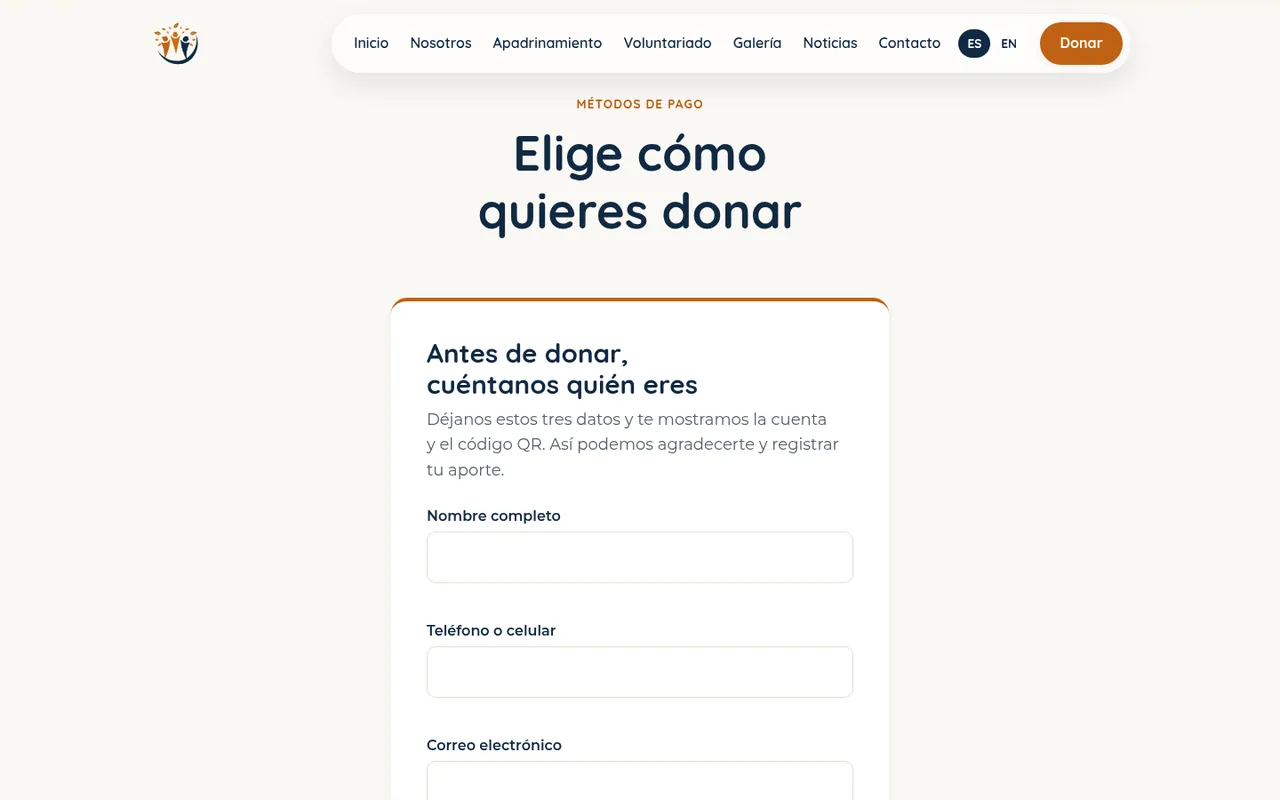 Inicio Nosotros Apadrinamiento Voluntariado Galería Noticias Contacto ES EN Donar
MÉTODOS DE PAGO
Elige cómo
quieres donar
Antes de donar,
cuéntanos quién eres
Déjanos estos tres datos y te mostramos la cuenta
y el código QR. Así podemos agradecerte y registrar
tu aporte.
Nombre completo
Teléfono o celular
Correo electrónico